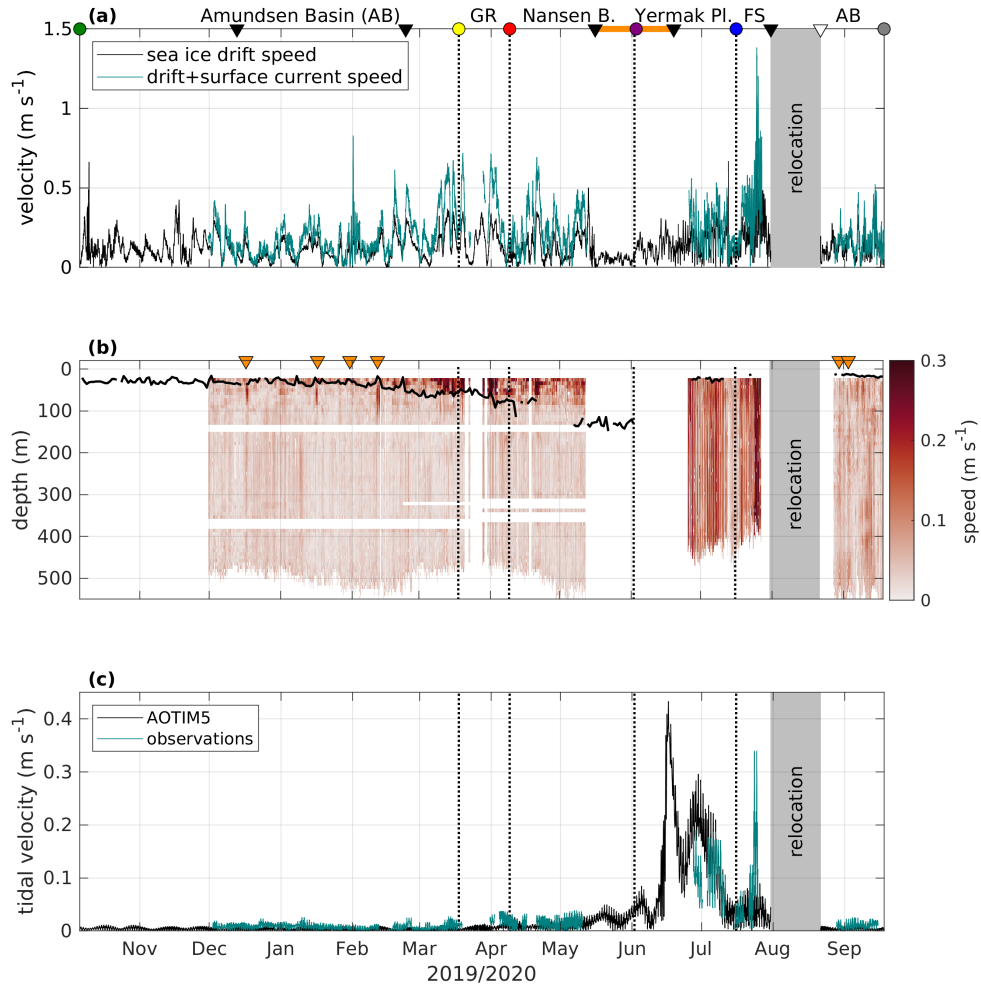 (a) Amundsen Basin (AB) GR Nansen B. Yermak Pl. FS AB
1.5
1
0.5
0
velocity (m s⁻¹)
sea ice drift speed
drift+surface current speed
relocation
(b)
0
100
200
300
400
500
depth (m)
relocation
0.3
0.2
0.1
0
speed (m s⁻¹)
(c)
0.4
0.3
0.2
0.1
0
tidal velocity (m s⁻¹)
AOTIM5
observations
relocation
Nov Dec Jan Feb Mar Apr May Jun Jul Aug Sep
2019/2020